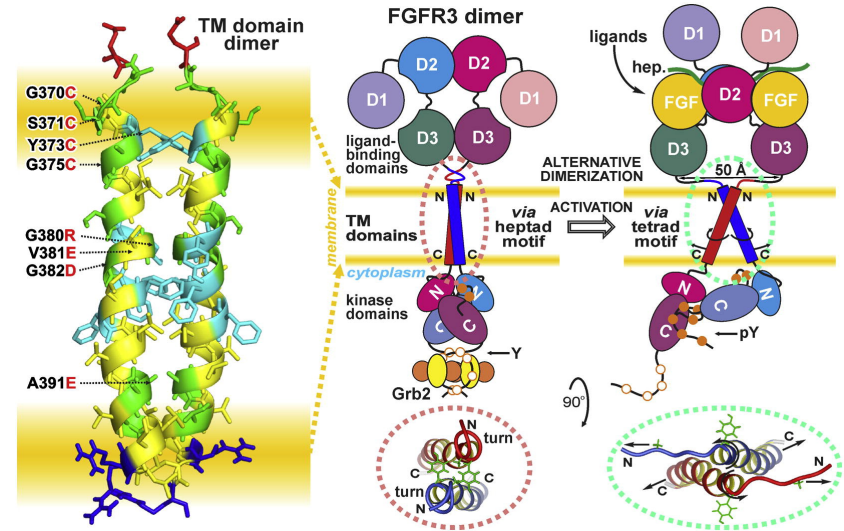 TM domain
dimer
G370C
S371C
Y373C
G375C
G380R
V381E
G382D
A391E
membrane
FGFR3 dimer
D1
D2
D2
D1
D3
D3
ligand-
binding
domains
TM
domains
N
N
C
C
via
heptad
motif
cytoplasm
kinase
domains
N
N
C
C
Y
Grb2
N
turn
C
C
turn
N
ALTERNATIVE
DIMERIZATION
ACTIVATION
ligands
hep.
D1
D1
FGF
D2
FGF
D3
D3
50 Å
N
N
via
tetrad
motif
C
C
N
C
C
N
pY
90°
N
C
C
N